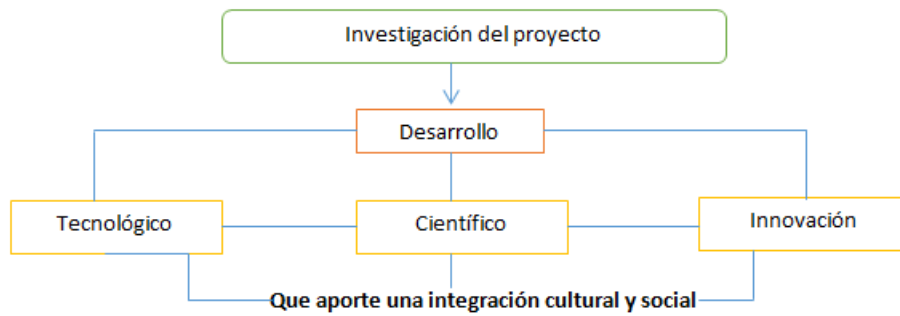 Investigación del proyecto
Desarrollo
Tecnológico
Científico
Innovación
Que aporte una integración cultural y social